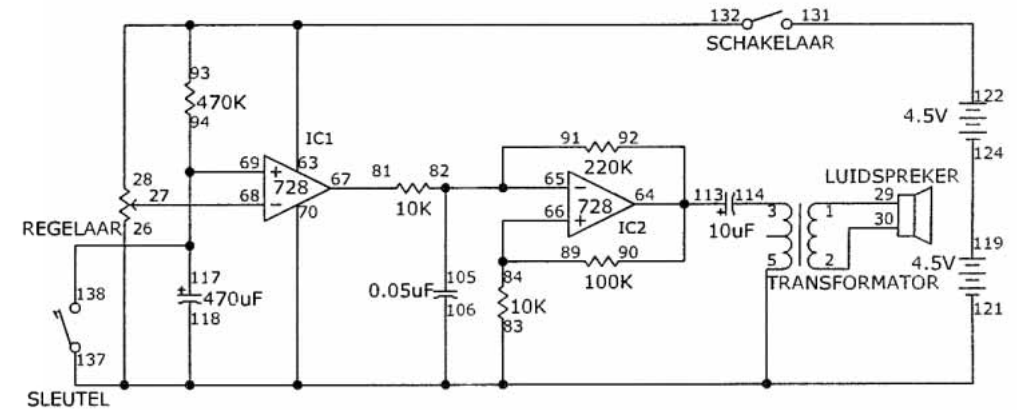 132 131
SCHAKELAAR
93
470K
94
122
4.5V
124
IC1
63
69 +
728
68 −
67
70
81 82
10K
91 92
220K
65 −
728
66 +
64
IC2
28
27
REGELAAR
26
113 114
+
10uF
3
5
1
2
TRANSFORMATOR
LUIDSPREKER
29
30
119
4.5V
121
117
+
470uF
118
138
137
SLEUTEL
105
0.05uF
106
84
10K
83
89 90
100K